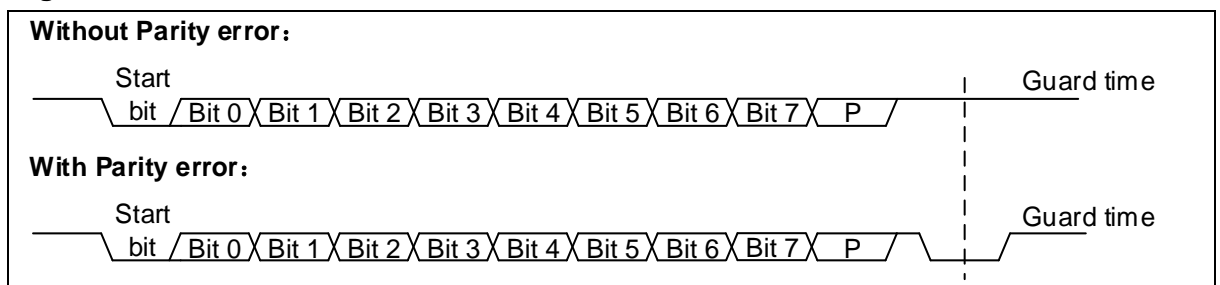 Without Parity error：
Start
Guard time
bit Bit 0 Bit 1 Bit 2 Bit 3 Bit 4 Bit 5 Bit 6 Bit 7 P
With Parity error：
Start
Guard time
bit Bit 0 Bit 1 Bit 2 Bit 3 Bit 4 Bit 5 Bit 6 Bit 7 P